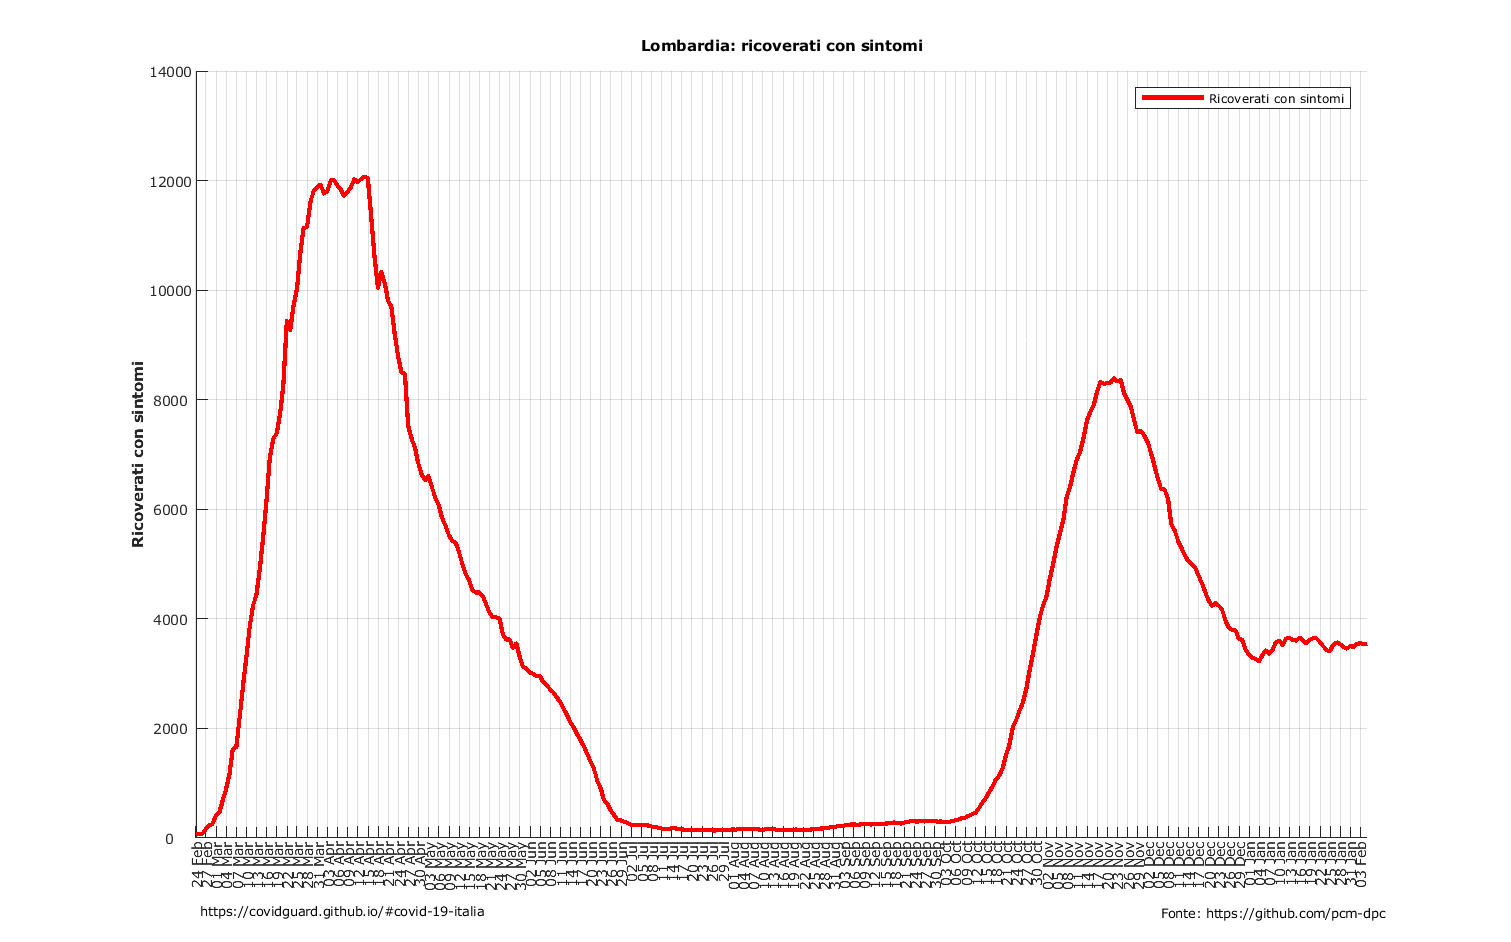 Lombardia: ricoverati con sintomi
Ricoverati con sintomi
14000
12000
10000
8000
6000
4000
2000
0
Ricoverati con sintomi
24 Feb
27 Feb
01 Mar
04 Mar
07 Mar
10 Mar
13 Mar
16 Mar
19 Mar
22 Mar
25 Mar
28 Mar
31 Mar
03 Apr
06 Apr
09 Apr
12 Apr
15 Apr
18 Apr
21 Apr
24 Apr
27 Apr
30 Apr
03 May
06 May
09 May
12 May
15 May
18 May
21 May
24 May
27 May
30 May
02 Jun
05 Jun
08 Jun
11 Jun
14 Jun
17 Jun
20 Jun
23 Jun
26 Jun
29 Jun
02 Jul
05 Jul
08 Jul
11 Jul
14 Jul
17 Jul
20 Jul
23 Jul
26 Jul
29 Jul
01 Aug
04 Aug
07 Aug
10 Aug
13 Aug
16 Aug
19 Aug
22 Aug
25 Aug
28 Aug
31 Aug
03 Sep
06 Sep
09 Sep
12 Sep
15 Sep
18 Sep
21 Sep
24 Sep
27 Sep
30 Sep
03 Oct
06 Oct
09 Oct
12 Oct
15 Oct
18 Oct
21 Oct
24 Oct
27 Oct
30 Oct
02 Nov
05 Nov
08 Nov
11 Nov
14 Nov
17 Nov
20 Nov
23 Nov
26 Nov
29 Nov
02 Dec
05 Dec
08 Dec
11 Dec
14 Dec
17 Dec
20 Dec
23 Dec
26 Dec
29 Dec
01 Jan
04 Jan
07 Jan
10 Jan
13 Jan
16 Jan
19 Jan
22 Jan
25 Jan
28 Jan
31 Jan
03 Feb
https://covidguard.github.io/#covid-19-italia
Fonte: https://github.com/pcm-dpc